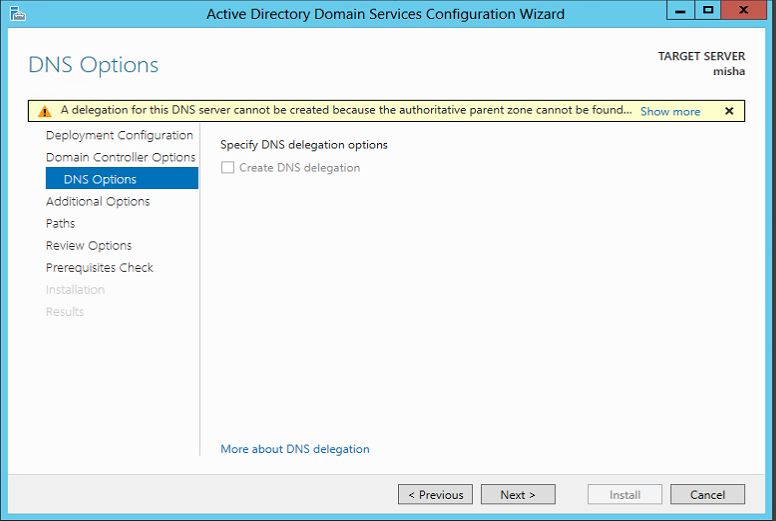 Active Directory Domain Services Configuration Wizard
DNS Options
TARGET SERVER
misha
A delegation for this DNS server cannot be created because the authoritative parent zone cannot be found... Show more
Deployment Configuration
Domain Controller Options
DNS Options
Additional Options
Paths
Review Options
Prerequisites Check
Installation
Results
Specify DNS delegation options
Create DNS delegation
More about DNS delegation
< Previous
Next >
Install
Cancel